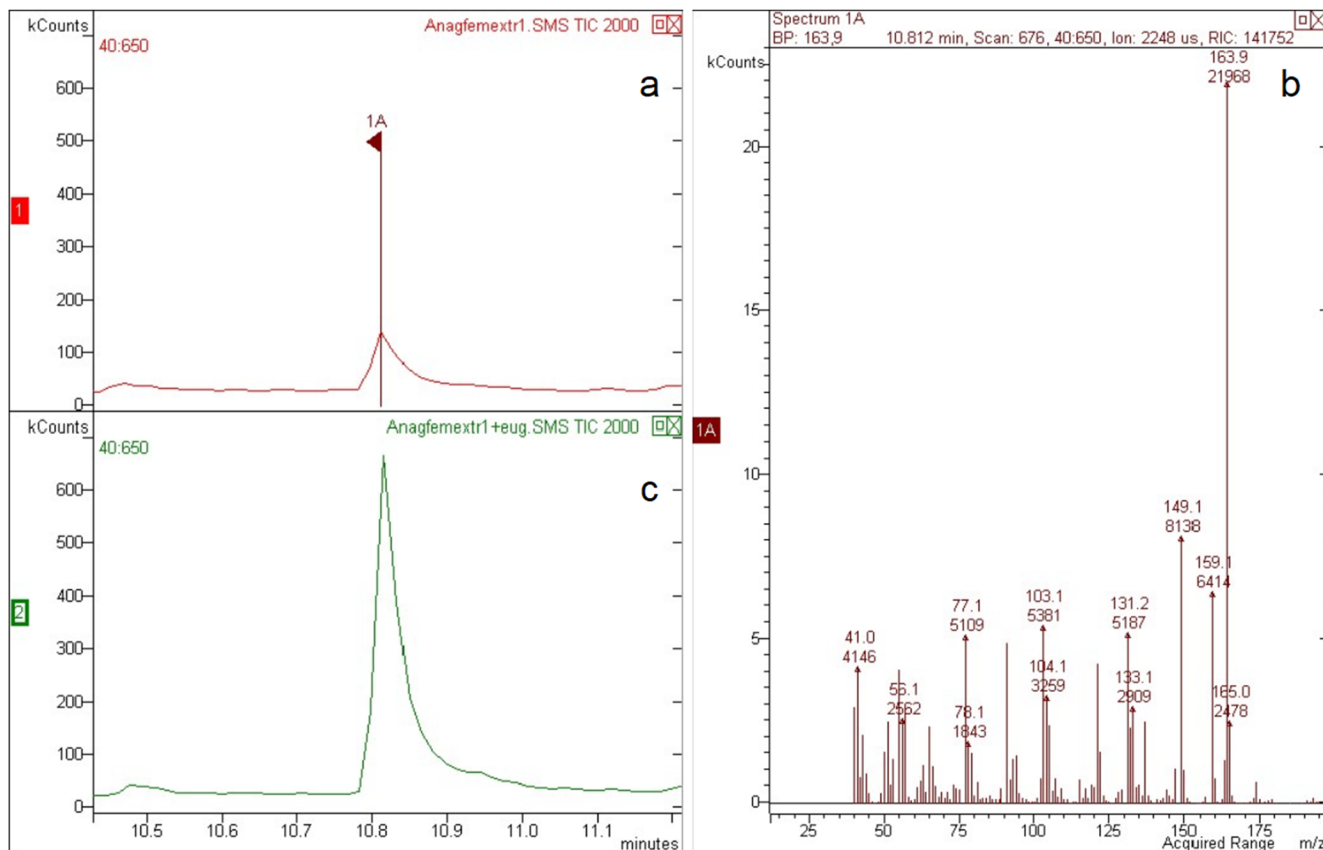 kCounts
Anagfemextr1.SMS TIC 2000
40:650
a
1A
600
500
400
300
200
100
0
1
kCounts
Anagfemextr1+eug.SMS TIC 2000
40:650
c
600
500
400
300
200
100
0
2
10.5 10.6 10.7 10.8 10.9 11.0 11.1
minutes
Spectrum 1A
BP: 163,9 10.812 min, Scan: 676, 40:650, Ion: 2248 us, RIC: 141752
kCounts
b
163.9
21968
20
15
10
5
0
1A
149.1
8138
159.1
6414
77.1
5109
103.1
5381
131.2
5187
41.0
4146
104.1
3259
133.1
2909
56.1
2562
165.0
2478
78.1
1843
25 50 75 100 125 150 175
Acquired Range m/z